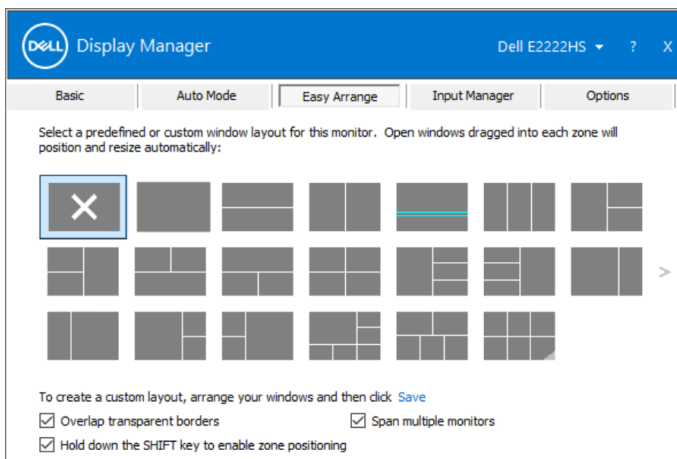 DELL Display Manager Dell E2222HS ? X
Basic Auto Mode Easy Arrange Input Manager Options
Select a predefined or custom window layout for this monitor. Open windows dragged into each zone will
position and resize automatically:
>
To create a custom layout, arrange your windows and then click Save
Overlap transparent borders Span multiple monitors
Hold down the SHIFT key to enable zone positioning